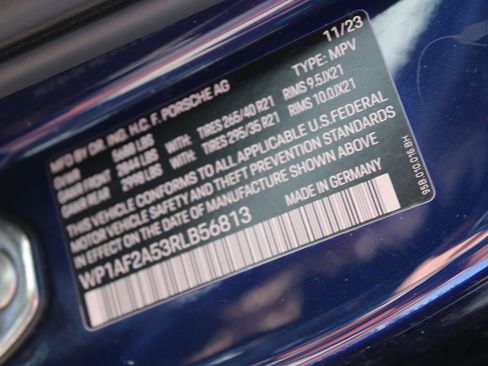 11/23
MFD BY DR. ING. H.C. F. PORSCHE AG TYPE: MPV
GVWR 5688 LBS
GAWR FRONT LBS WITH: TIRES 265/40 R21 RIMS 9.5JX21
GAWR REAR 2998 LBS WITH: TIRES 295/35 R21 RIMS 10.0JX21
THIS VEHICLE CONFORMS TO ALL APPLICABLE U.S. FEDERAL
MOTOR VEHICLE SAFETY AND THEFT PREVENTION STANDARDS
IN EFFECT ON THE DATE OF MANUFACTURE SHOWN ABOVE
WP1AF2A53RLB56813 MADE IN GERMANY
95B.010.016.BH